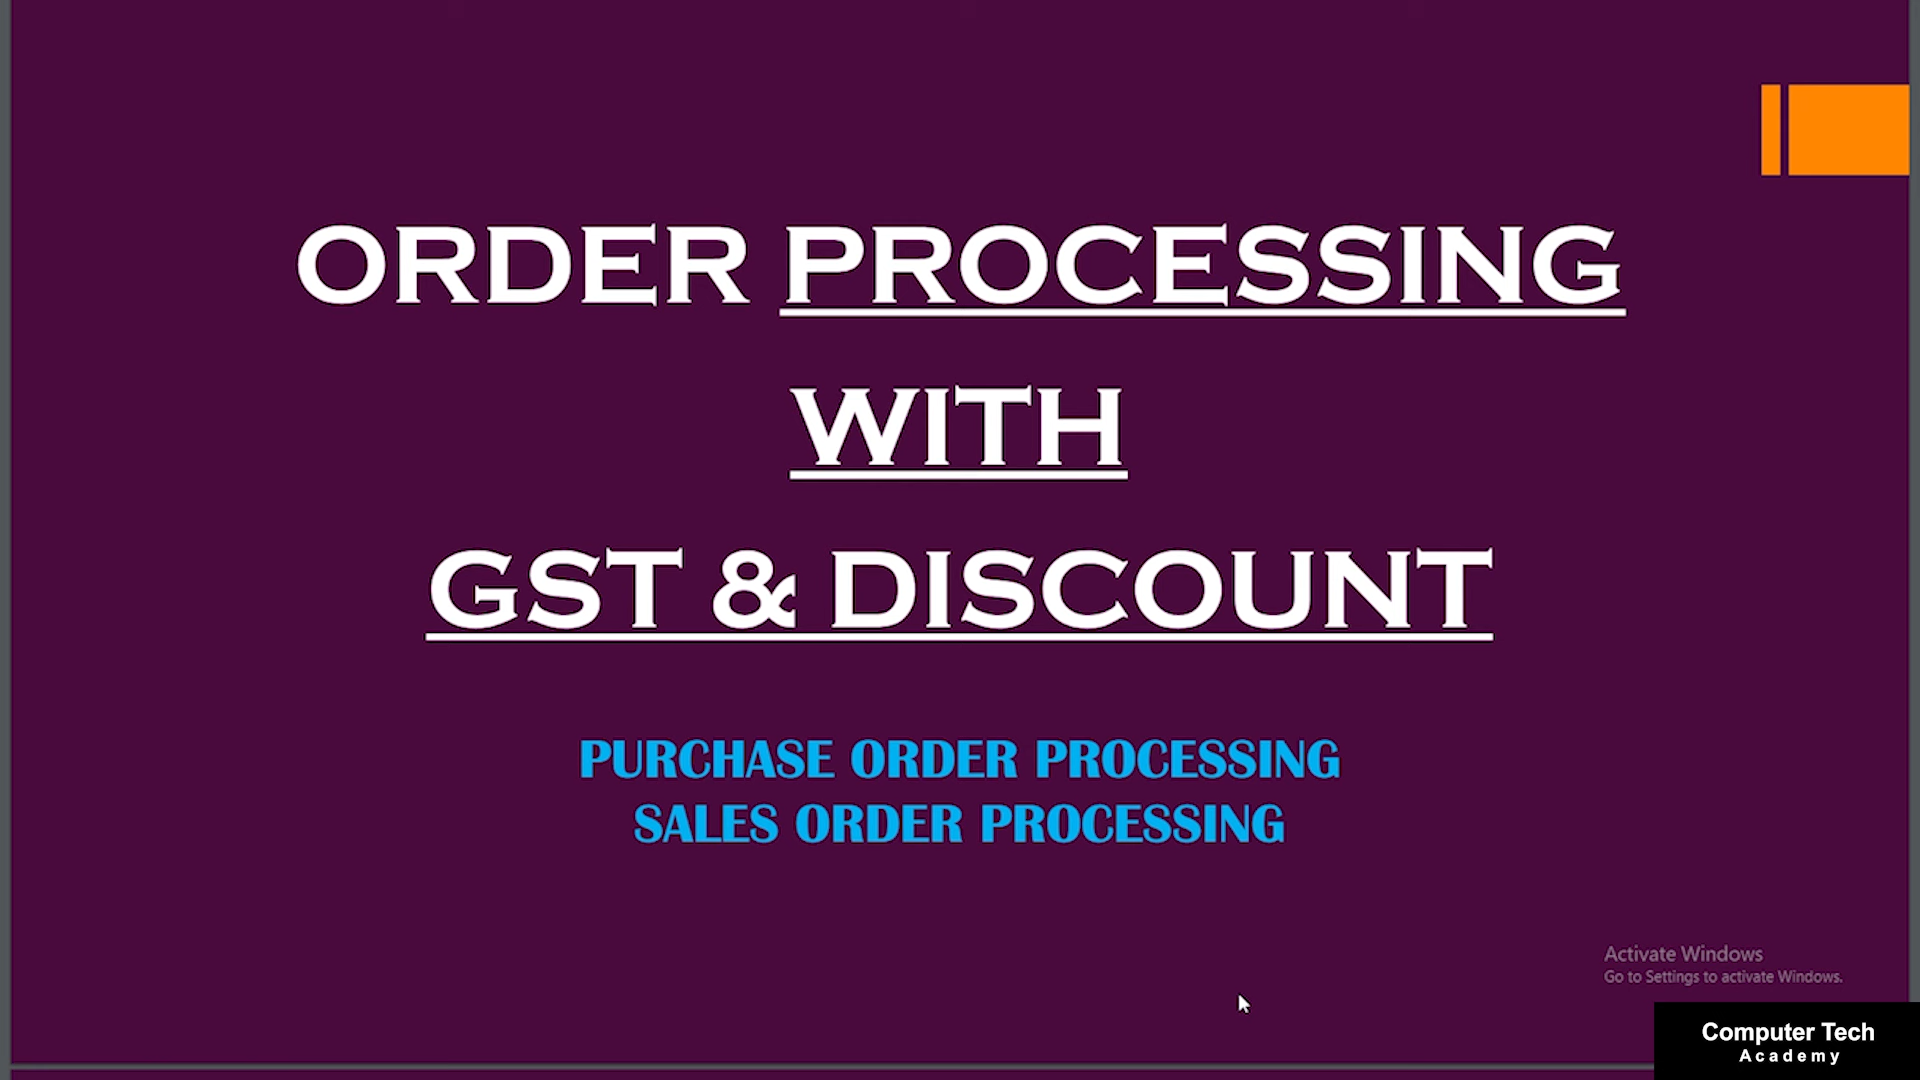 ORDER PROCESSING
WITH
GST & DISCOUNT
PURCHASE ORDER PROCESSING
SALES ORDER PROCESSING
Activate Windows
Go to Settings to activate Windows.
Computer Tech
Academy